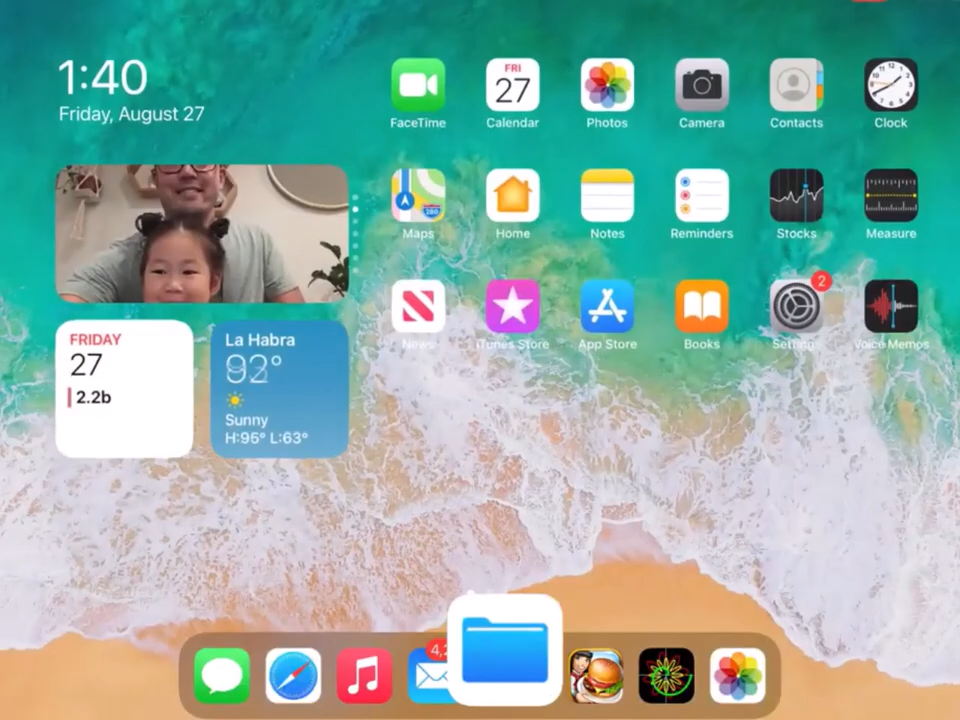 1:40
Friday, August 27
FRIDAY
27
2.2b
La Habra
92°
Sunny
H:96° L:63°
FRI
27
FaceTime
Calendar
Photos
Camera
Contacts
Clock
Maps
Home
Notes
Reminders
Stocks
Measure
280
2
News
iTunes Store
App Store
Books
Settings
Voice Memos